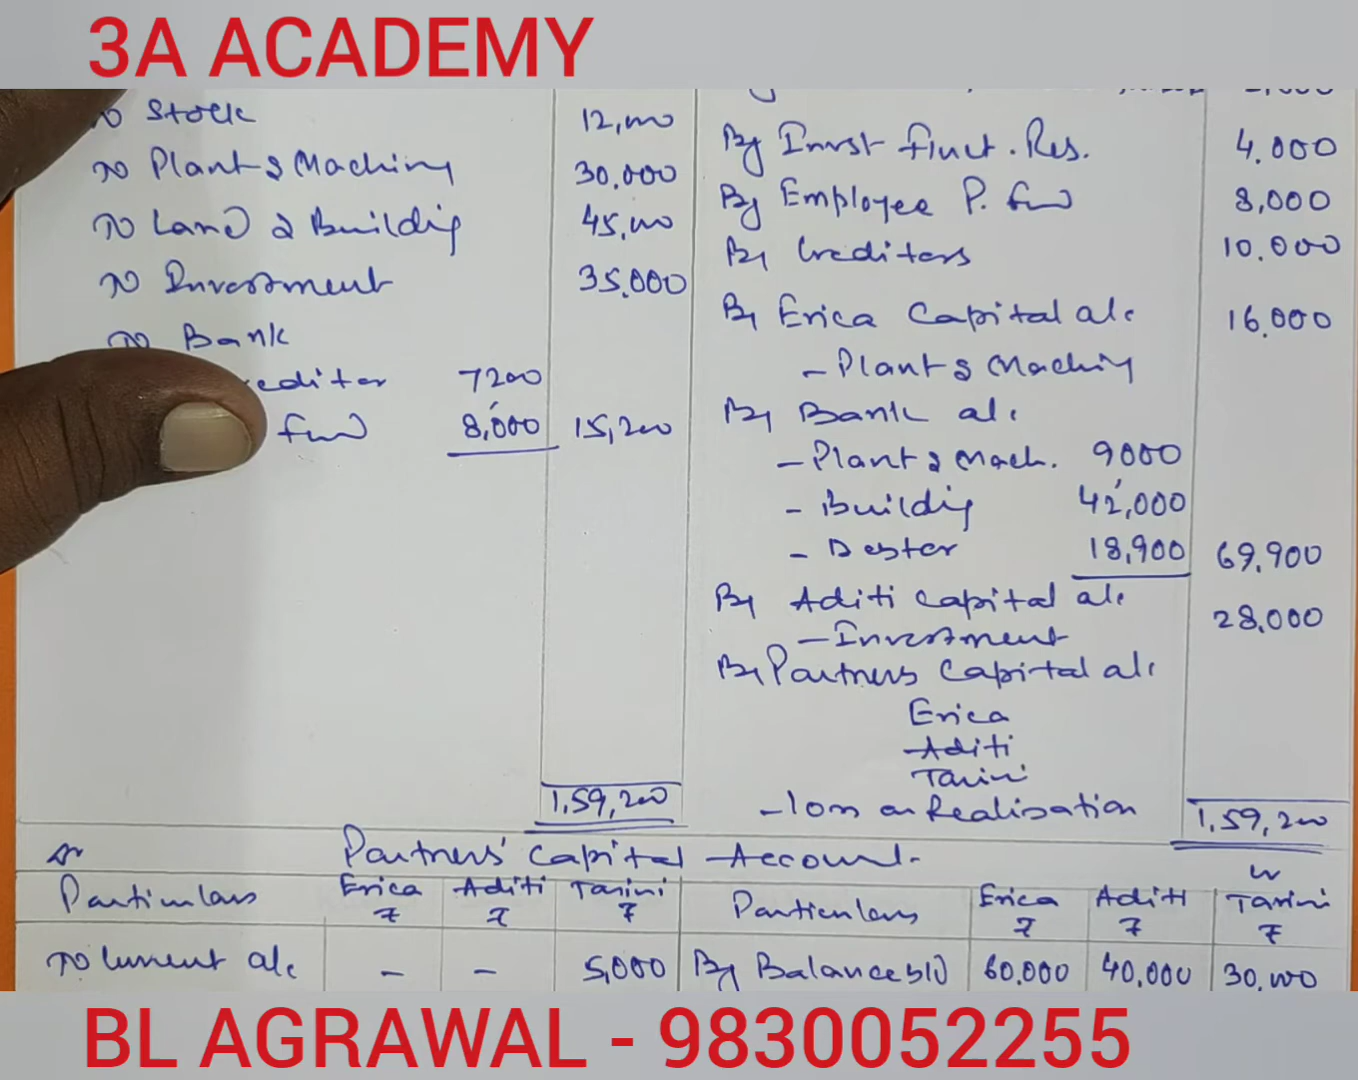 3A ACADEMY
To Stock 12,000
To Plant & Machinery 30,000
To Land & Building 45,000
To Investment 35,000
To Bank
editor 7200
fund 8,000 15,200
1,59,200
By Invst fluct. Res. 4,000
By Employee P. fund 8,000
By Creditors 10,000
By Erica Capital a/c 16,000
- Plant & Machinery
By Bank a/c
- Plant & Mach. 9000
- Building 42,000
- Debtor 18,900 69,900
By Aditi Capital a/c 28,000
- Investment
By Partners Capital a/c
Erica
Aditi
Tarini
- loss on Realisation 1,59,200
Dr Partners' Capital Account. Cr
Particulars Erica ₹ Aditi ₹ Tarini ₹ Particulars Erica ₹ Aditi ₹ Tarini ₹
To Current a/c - - 5,000 By Balance b/d 60,000 40,000 30,000
BL AGRAWAL - 9830052255